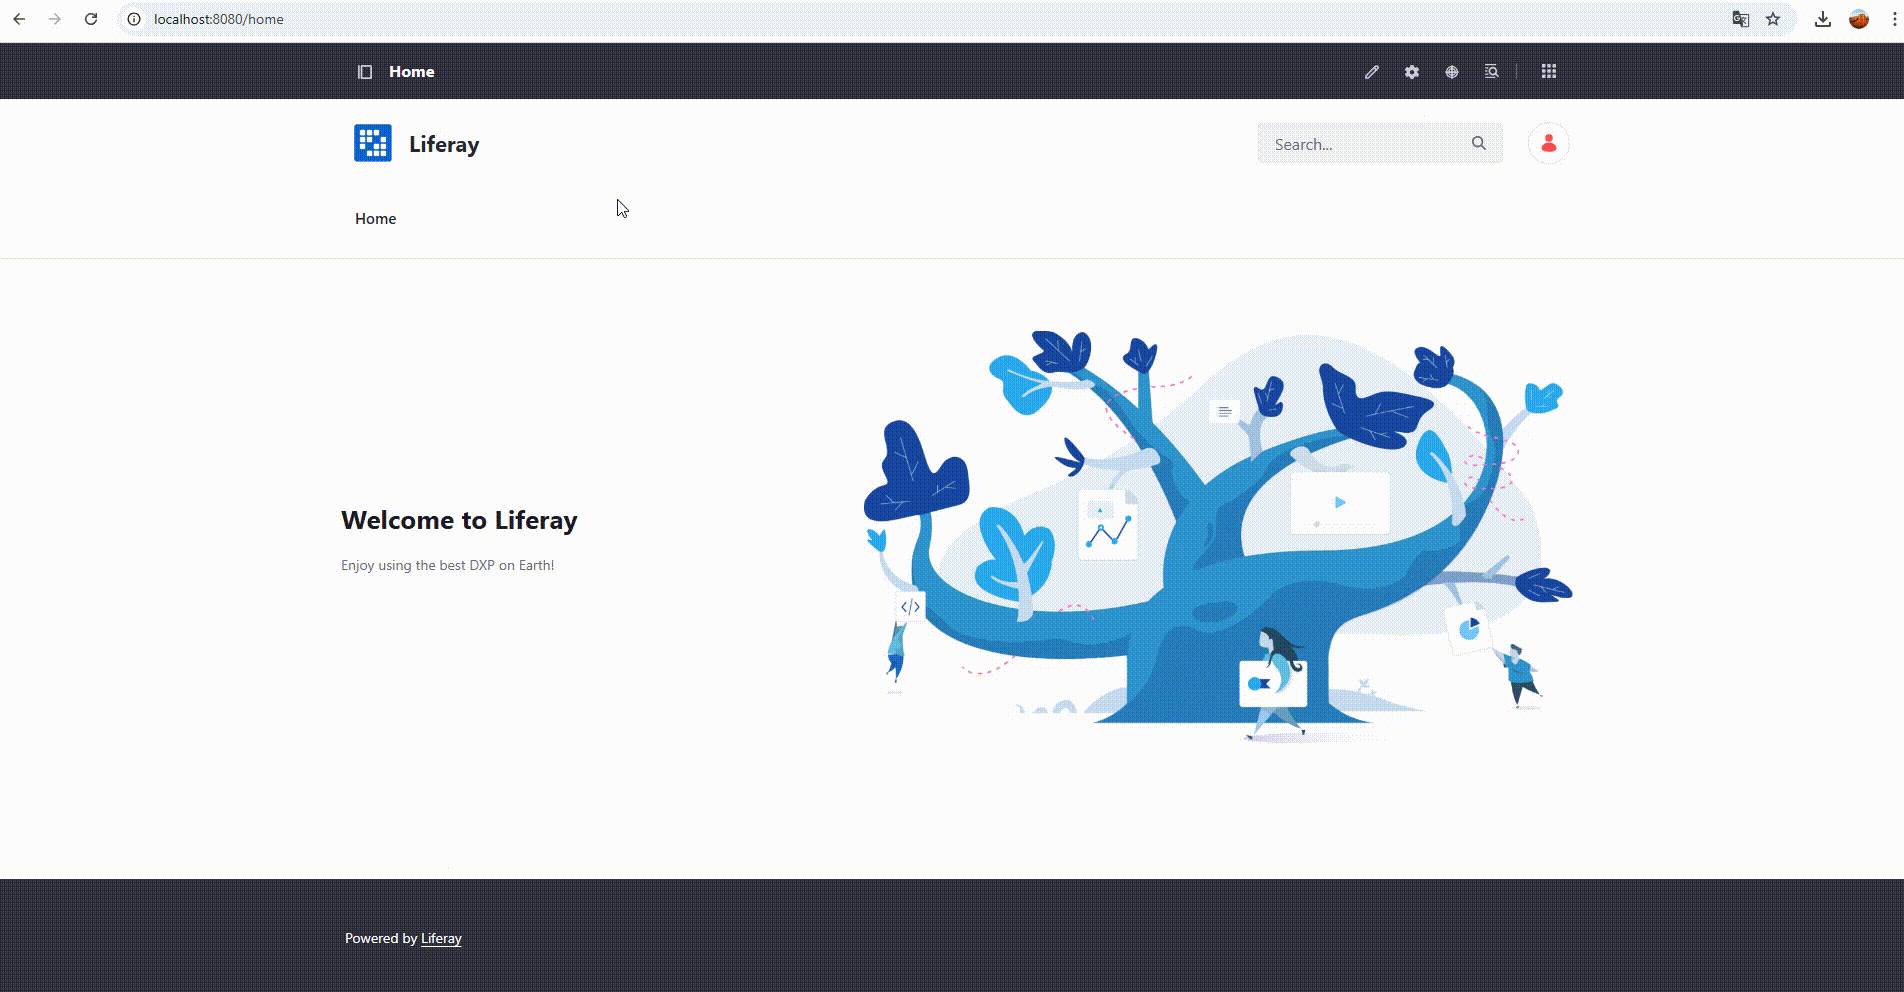 localhost:8080/home
Home
Liferay
Search...
Home
Welcome to Liferay
Enjoy using the best DXP on Earth!
</>
Powered by Liferay